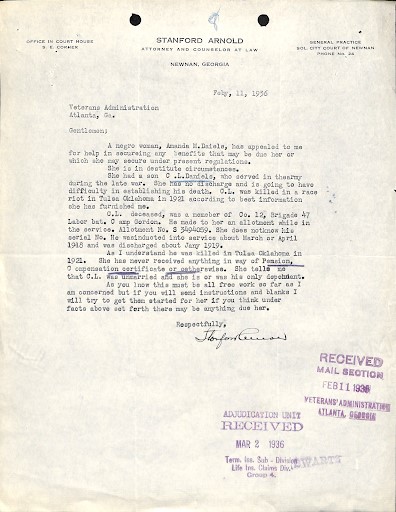 STANFORD ARNOLD
ATTORNEY AND COUNSELOR AT LAW
NEWNAN, GEORGIA
OFFICE IN COURT HOUSE
S. E. CORNER
GENERAL PRACTICE
SOL. CITY COURT OF NEWNAN
PHONE NO. 24
Feby, 11, 1936
Veterans Administration
Atlanta, Ga.
Gentlemen;
A negro woman, Amanda M.Daiels, has appealed to me
for help in secureing any benefits that may be due her or
which she may secure under present regulations.
She is in destitute circumstences.
She had a son C .L.Daniels, who served in thearmy
during the late war. She has no discharge and is going to have
difficulty in establishing his death. C.L. was killed in a race
riot in Tulsa Oklahoma in 1921 according to best information
she has furnished me.
C.L. deceased, was a memeber of Co. 12, Brigade 47
Labor bat. C amp Gordon. He made to her an allotment while in
the service. Allotment No. S 3494059. She does notknow his
serial No. He wasinducted into service about March or April
1918 and was discharged about Jany 1919.
As I understand he was killed in Tulsa Oklahoma in
1921. She has never received anything in way of Pension,
C ompensation certificate or ootherwise. She tells me
that C.L. was unmarried and she is or was his only dependent.
As you know this must be all free work so far as I
am concerned but if you will send instructions and blanks I
will try to get them started for her if you think under
facts above set forth there may be anything due her.
Respectfully,
RECEIVED
MAIL SECTION
FEB 11 1936
VETERANS' ADMINISTRATION
ATLANTA, GEORGIA
ADJUDICATION UNIT
RECEIVED
MAR 2 1936
Term. Ins. Sub - Division
Life Ins. Claims Div.
Group 4.